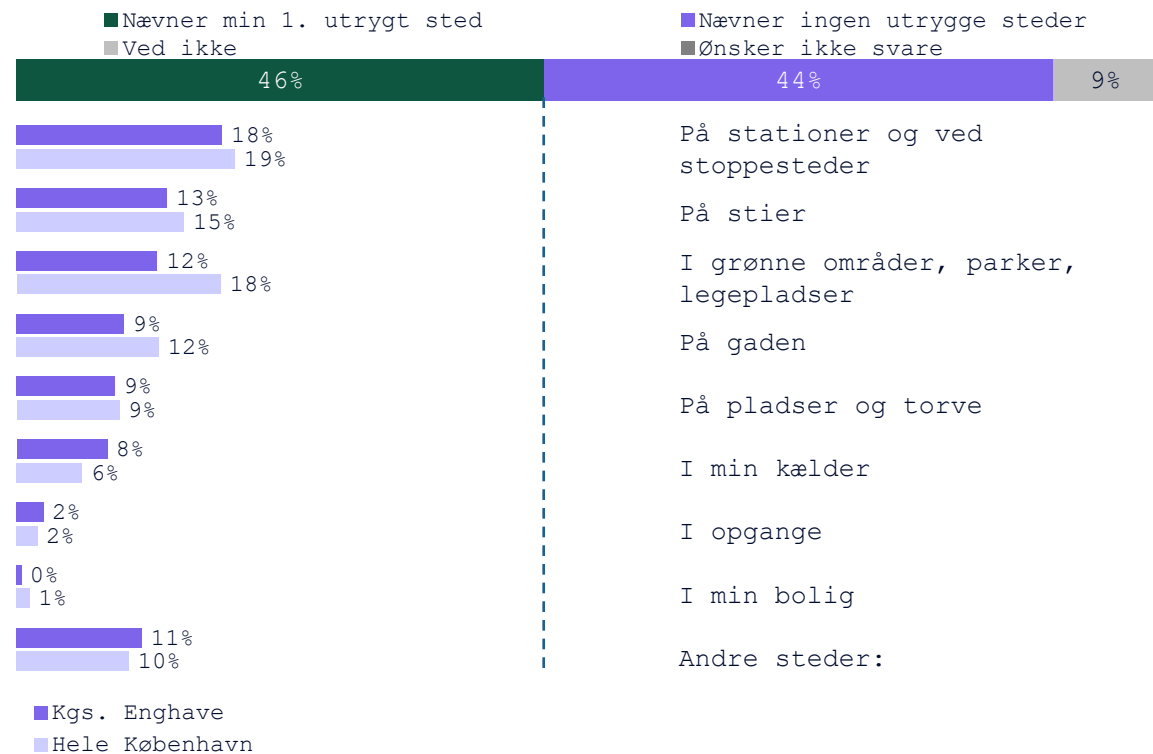 Nævner min 1. utrygt sted
Nævner ingen utrygge steder
Ved ikke
Ønsker ikke svare
46%
44%
9%
18%
19%
På stationer og ved
stoppesteder
13%
15%
På stier
12%
18%
I grønne områder, parker,
legepladser
9%
12%
På gaden
9%
9%
På pladser og torve
8%
6%
I min kælder
2%
2%
I opgange
0%
1%
I min bolig
11%
10%
Andre steder:
Kgs. Enghave
Hele København